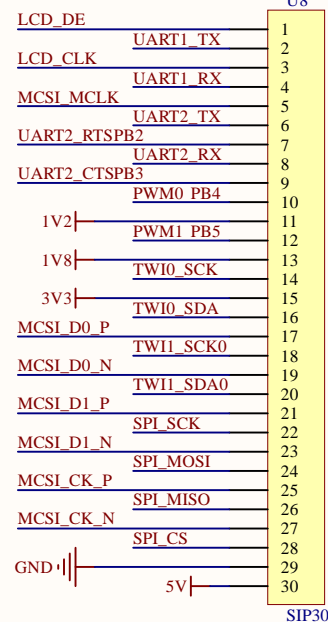 U8
LCD_DE 1
UART1_TX 2
LCD_CLK 3
UART1_RX 4
MCSI_MCLK 5
UART2_TX 6
UART2_RTSPB2 7
UART2_RX 8
UART2_CTSPB3 9
PWM0_PB4 10
1V2 11
PWM1_PB5 12
1V8 13
TWI0_SCK 14
3V3 15
TWI0_SDA 16
MCSI_D0_P 17
TWI1_SCK0 18
MCSI_D0_N 19
TWI1_SDA0 20
MCSI_D1_P 21
SPI_SCK 22
MCSI_D1_N 23
SPI_MOSI 24
MCSI_CK_P 25
SPI_MISO 26
MCSI_CK_N 27
SPI_CS 28
GND 29
5V 30
SIP30